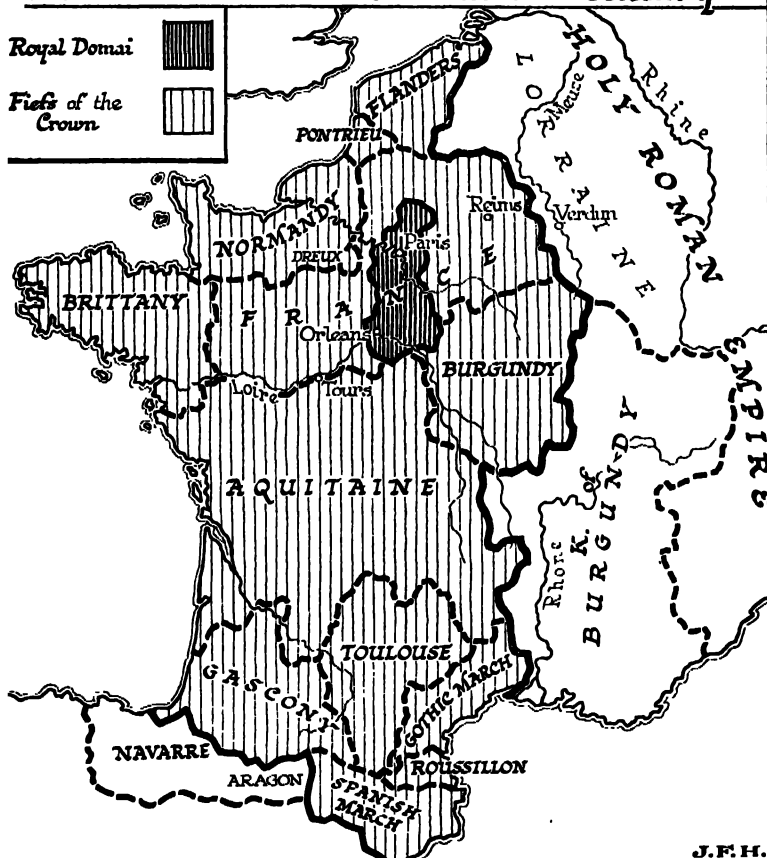 Royal Domai
Fiefs of the
Crown
FLANDERS
PONTRIEU
LORRAINE
Meuze
HOLY ROMAN
EMPIRE
Rhine
Reims
Verdun
NORMANDY
DREUX
Paris
BRITTANY
FRANCE
Orleans
BURGUNDY
Loire
Tours
AQUITAINE
K. of
BURGUNDY
Rhone
TOULOUSE
GASCONY
GOTHIC MARCH
NAVARRE
ARAGON
ROUSSILLON
SPANISH
MARCH
J.F.H.